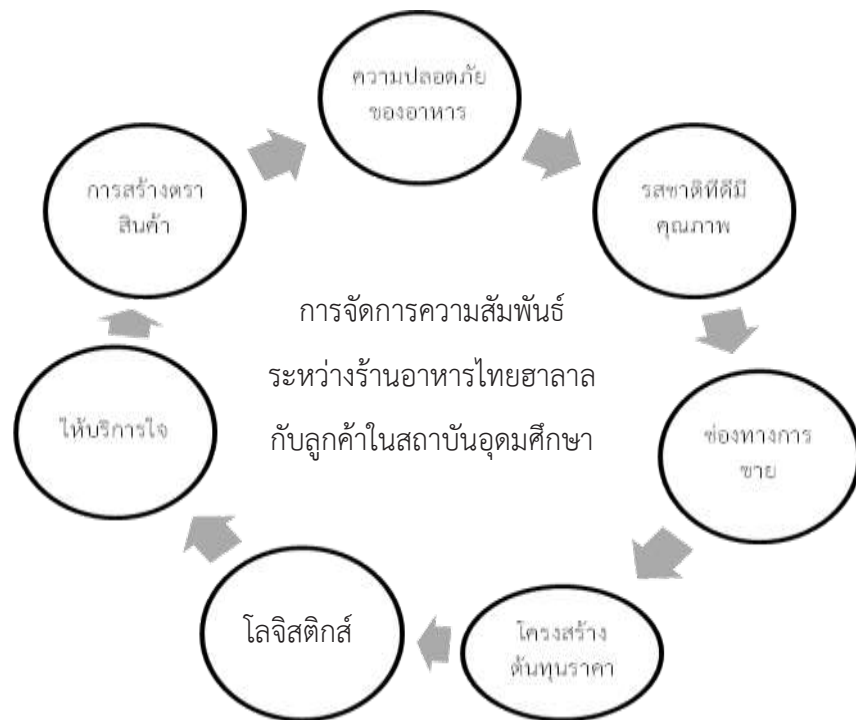 ความปลอดภัย
ของอาหาร
รสชาติที่ดีมี
คุณภาพ
ช่องทางการ
ขาย
โครงสร้าง
ต้นทุนราคา
โลจิสติกส์
ให้บริการใจ
การสร้างตรา
สินค้า
การจัดการความสัมพันธ์
ระหว่างร้านอาหารไทยฮาลาล
กับลูกค้าในสถาบันอุดมศึกษา